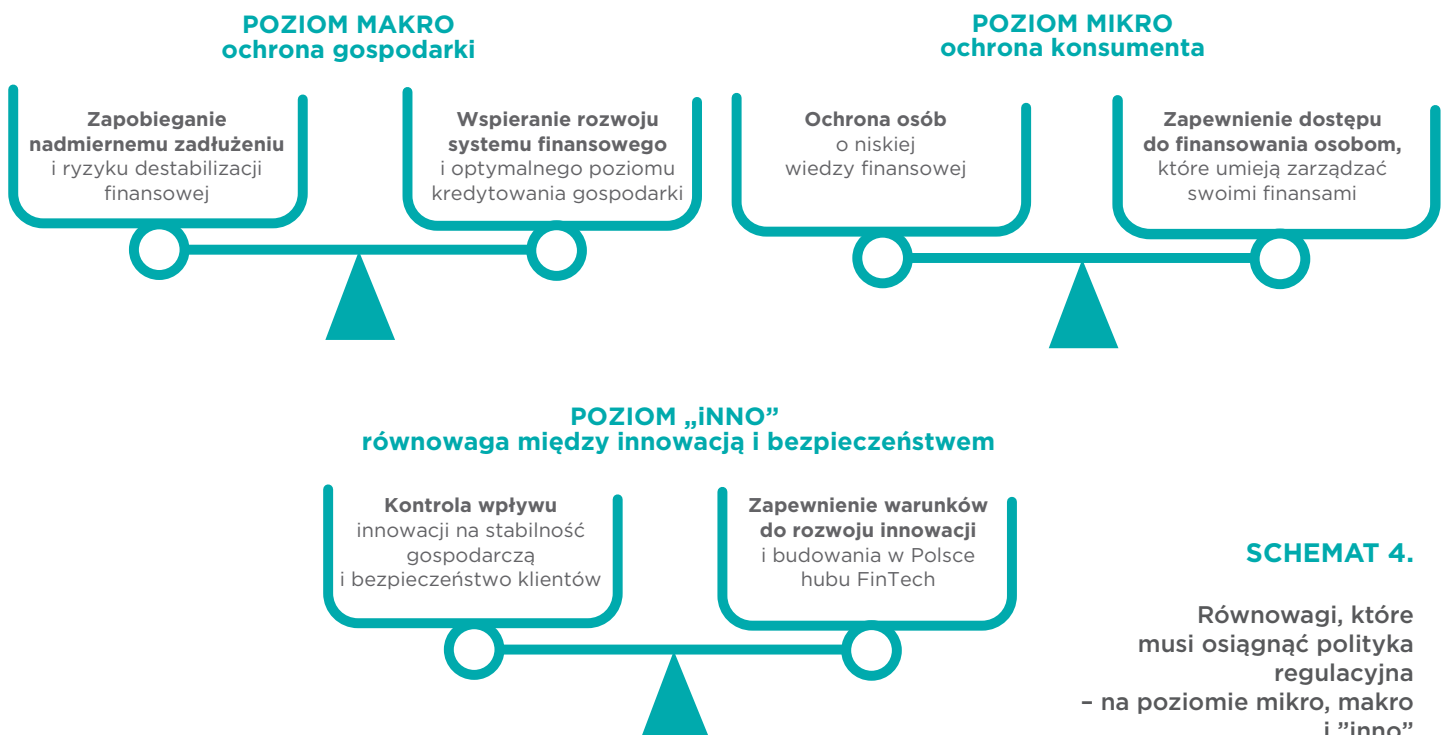 POZIOM MAKRO
ochrona gospodarki
Zapobieganie
nadmiernemu zadłużeniu
i ryzyku destabilizacji
finansowej
Wspieranie rozwoju
systemu finansowego
i optymalnego poziomu
kredytowania gospodarki
POZIOM MIKRO
ochrona konsumenta
Ochrona osób
o niskiej
wiedzy finansowej
Zapewnienie dostępu
do finansowania osobom,
które umieją zarządzać
swoimi finansami
POZIOM „iNNO”
równowaga między innowacją i bezpieczeństwem
Kontrola wpływu
innowacji na stabilność
gospodarczą
i bezpieczeństwo klientów
Zapewnienie warunków
do rozwoju innowacji
i budowania w Polsce
hubu FinTech
SCHEMAT 4.
Równowagi, które
musi osiągnąć polityka
regulacyjna
– na poziomie mikro, makro
i ”inno”